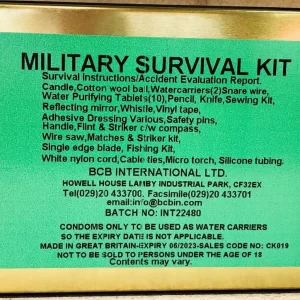 MILITARY SURVIVAL KIT
Survival Instructions/Accident Evaluation Report.
Candle,Cotton wool ball,Watercarriers(2)Snare wire,
Water Purifying Tablets(10),Pencil, Knife,Sewing Kit,
Reflecting mirror,Whistle,Vinyl tape,
Adhesive Dressing Various,Safety pins,
Handle,Flint & Striker c/w compass,
Wire saw,Matches & Striker kit,
Single edge blade, Fishing Kit,
White nylon cord,Cable ties,Micro torch, Silicone tubing.
BCB INTERNATIONAL LTD.
HOWELL HOUSE LAMBY INDUSTRIAL PARK, CF32EX
Tel(029)20 433700. Facsimile(029)20 433701
email:info@bcbin.com
BATCH NO: INT22480
CONDOMS ONLY TO BE USED AS WATER CARRIERS
SO THE EXPIRY DATE IS NOT APPLICABLE.
MADE IN GREAT BRITAIN-EXPIRY 06/2023-SALES CODE NO: CK019
NOT TO BE SOLD TO PERSONS UNDER THE AGE OF 18
Contents may vary.